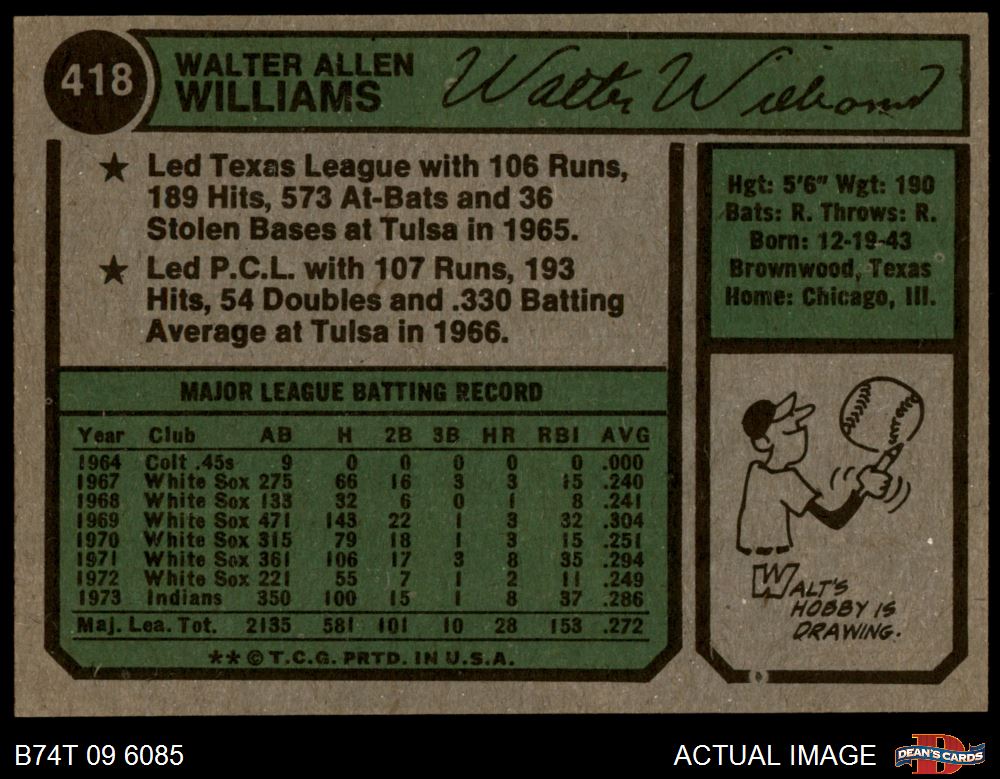 418
WALTER ALLEN
WILLIAMS
Walter Williams
★ Led Texas League with 106 Runs,
189 Hits, 573 At-Bats and 36
Stolen Bases at Tulsa in 1965.
★ Led P.C.L. with 107 Runs, 193
Hits, 54 Doubles and .330 Batting
Average at Tulsa in 1966.
Hgt: 5'6" Wgt: 190
Bats: R. Throws: R.
Born: 12-19-43
Brownwood, Texas
Home: Chicago, Ill.
MAJOR LEAGUE BATTING RECORD
Year Club AB H 2B 3B HR RBI AVG
1964 Colt .45s 9 0 0 0 0 0 .000
1967 White Sox 275 66 16 3 3 15 .240
1968 White Sox 133 32 6 0 1 8 .241
1969 White Sox 471 143 22 1 3 32 .304
1970 White Sox 315 79 18 1 3 15 .251
1971 White Sox 361 106 17 3 8 35 .294
1972 White Sox 221 55 7 1 2 11 .249
1973 Indians 350 100 15 1 8 37 .286
Maj. Lea. Tot. 2135 581 101 10 28 153 .272
** © T.C.G. PRTD. IN U.S.A.
WALT'S
HOBBY IS
DRAWING.
B74T 09 6085
ACTUAL IMAGE
DEAN'S CARDS